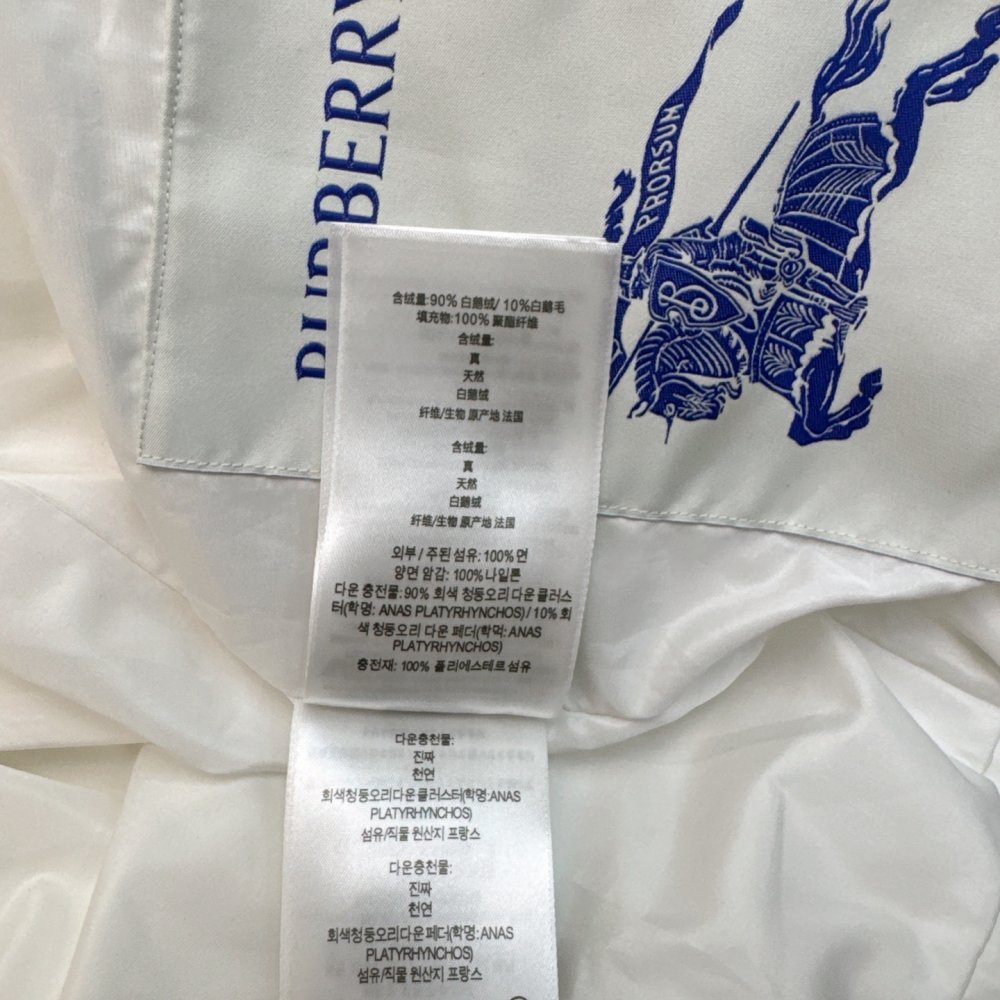 BURBERRY
PRORSUM
B
含绒量:90% 白鹅绒/ 10%白鹅毛
填充物:100% 聚酯纤维
含绒量:
真
天然
白鹅绒
纤维/生物 原产地 法国
含绒量:
真
天然
白鹅绒
纤维/生物 原产地 法国
외부 / 주된 섬유: 100% 면
양면 암감: 100%나일론
다운 충전물:90% 회색 청둥오리 다운 클러스
터(학명: ANAS PLATYRHYNCHOS) / 10% 회
색 청둥오리 다운 페더(학먹: ANAS
PLATYRHYNCHOS)
충전재: 100% 폴리에스테르 섬유
다운충천물:
진짜
천연
회색청둥오리다운클러스터(학명:ANAS
PLATYRHYNCHOS)
섬유/직물 원산지 프랑스
다운충천물:
진짜
천연
회색청둥오리다운페더(학명:ANAS
PLATYRHYNCHOS)
섬유/직물 원산지 프랑스